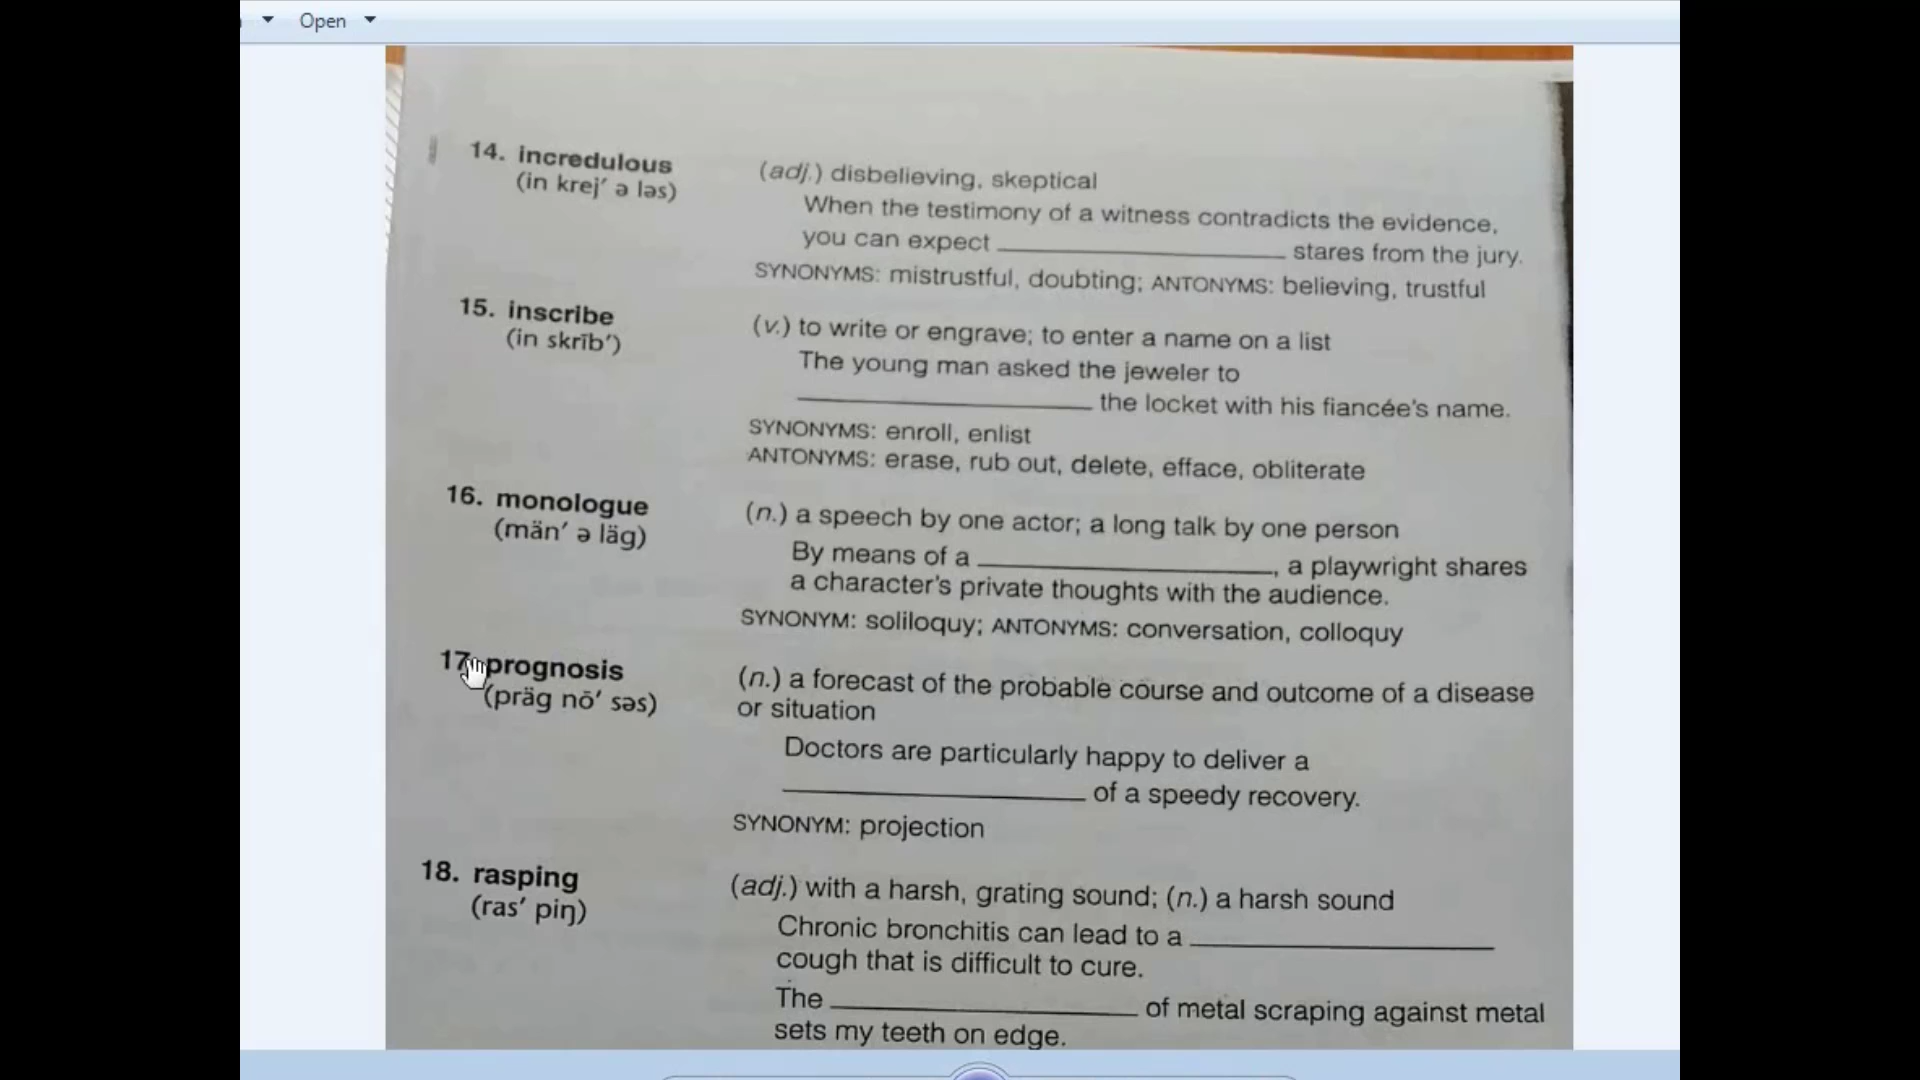 Open
14. incredulous
(in krej′ ə ləs)
(adj.) disbelieving, skeptical
When the testimony of a witness contradicts the evidence,
you can expect ____________ stares from the jury.
SYNONYMS: mistrustful, doubting; ANTONYMS: believing, trustful
15. inscribe
(in skrīb′)
(v.) to write or engrave; to enter a name on a list
The young man asked the jeweler to
____________ the locket with his fiancée's name.
SYNONYMS: enroll, enlist
ANTONYMS: erase, rub out, delete, efface, obliterate
16. monologue
(män′ ə läg)
(n.) a speech by one actor; a long talk by one person
By means of a ____________, a playwright shares
a character's private thoughts with the audience.
SYNONYM: soliloquy; ANTONYMS: conversation, colloquy
17. prognosis
(präg nō′ səs)
(n.) a forecast of the probable course and outcome of a disease
or situation
Doctors are particularly happy to deliver a
____________ of a speedy recovery.
SYNONYM: projection
18. rasping
(ras′ piŋ)
(adj.) with a harsh, grating sound; (n.) a harsh sound
Chronic bronchitis can lead to a ____________
cough that is difficult to cure.
The ____________ of metal scraping against metal
sets my teeth on edge.